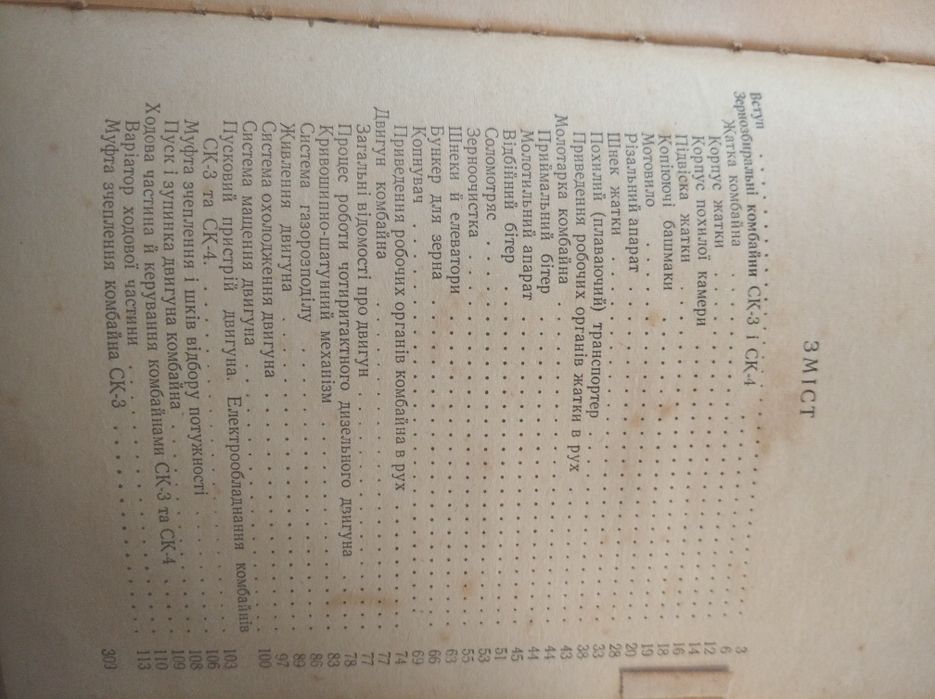 ЗМІСТ
Вступ 3
Зернозбиральні комбайни СК-3 і СК-4 6
Жатка комбайна 12
Корпус жатки 14
Корпус похилої камери 16
Підвіска жатки 18
Копіюючі башмаки 19
Мотовило 20
Різальний апарат 28
Шнек жатки 33
Похилий (плаваючий) транспортер 38
Приведення робочих органів жатки в рух 43
Молотарка комбайна 44
Приймальний бітер 44
Молотильний апарат 45
Відбійний бітер 51
Соломотряс 53
Зерноочистка 55
Шнеки й елеватори 63
Бункер для зерна 66
Копнувач 69
Приведення робочих органів комбайна в рух 74
Двигун комбайна 77
Загальні відомості про двигун 77
Процес роботи чотиритактного дизельного двигуна 78
Кривошипно-шатунний механізм 83
Система газорозподілу 86
Живлення двигуна 89
Система охолодження двигуна 97
Система мащення двигуна 100
Пусковий пристрій двигуна. Електрообладнання комбайнів
СК-3 та СК-4. 103
Муфта зчеплення і шків відбору потужності 106
Пуск і зупинка двигуна комбайна 108
Ходова частина й керування комбайнами СК-3 та СК-4 109
Варіатор ходової частини 110
Муфта зчеплення комбайна СК-3 113
309